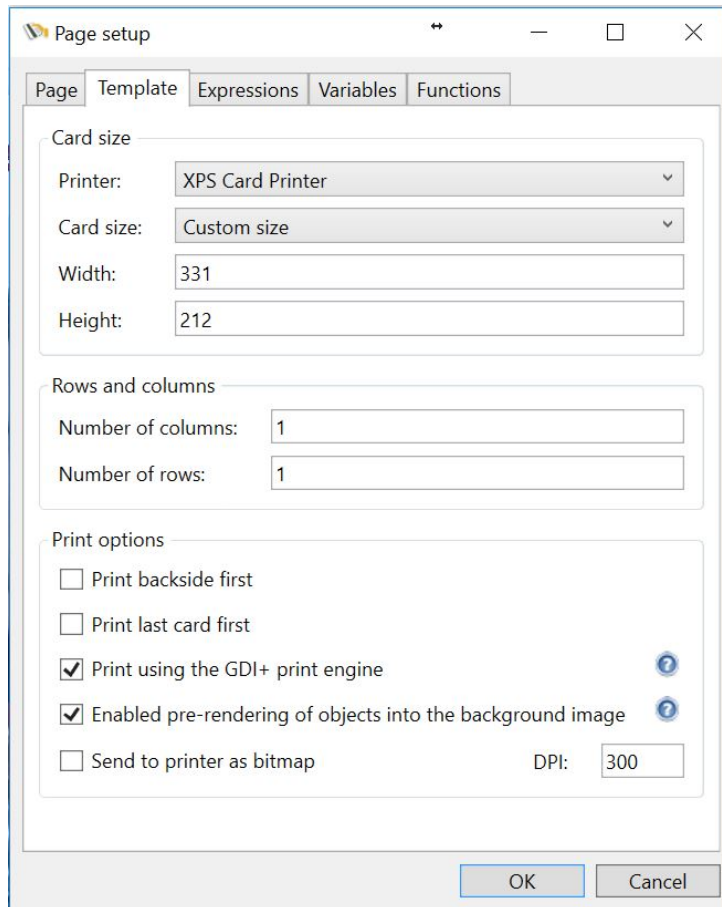 Page setup
Page Template Expressions Variables Functions
Card size
Printer: XPS Card Printer
Card size: Custom size
Width: 331
Height: 212
Rows and columns
Number of columns: 1
Number of rows: 1
Print options
Print backside first
Print last card first
Print using the GDI+ print engine
Enabled pre-rendering of objects into the background image
Send to printer as bitmap DPI: 300
OK Cancel